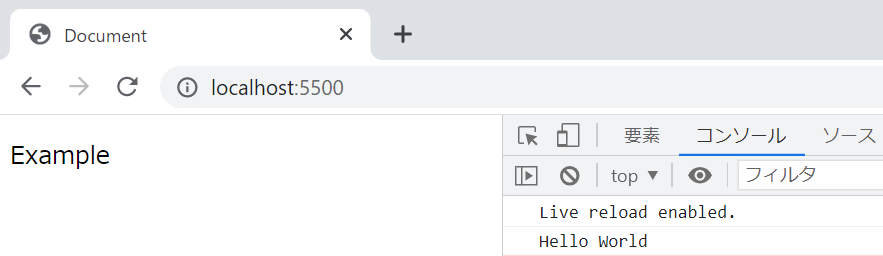 Document
localhost:5500
Example
要素 コンソール ソース
top ▼ フィルタ
Live reload enabled.
Hello World